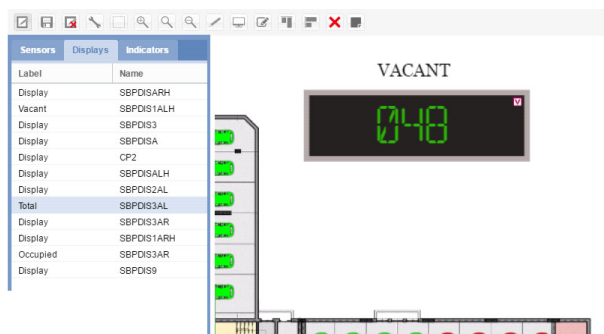 Sensors Displays Indicators
Label Name
Display SBPDISARH
Vacant SBPDIS1ALH
Display SBPDIS3
Display SBPDISA
Display CP2
Display SBPDISALH
Display SBPDIS2AL
Total SBPDIS3AL
Display SBPDIS3AR
Display SBPDIS1ARH
Occupied SBPDIS3AR
Display SBPDIS9
VACANT
V
048